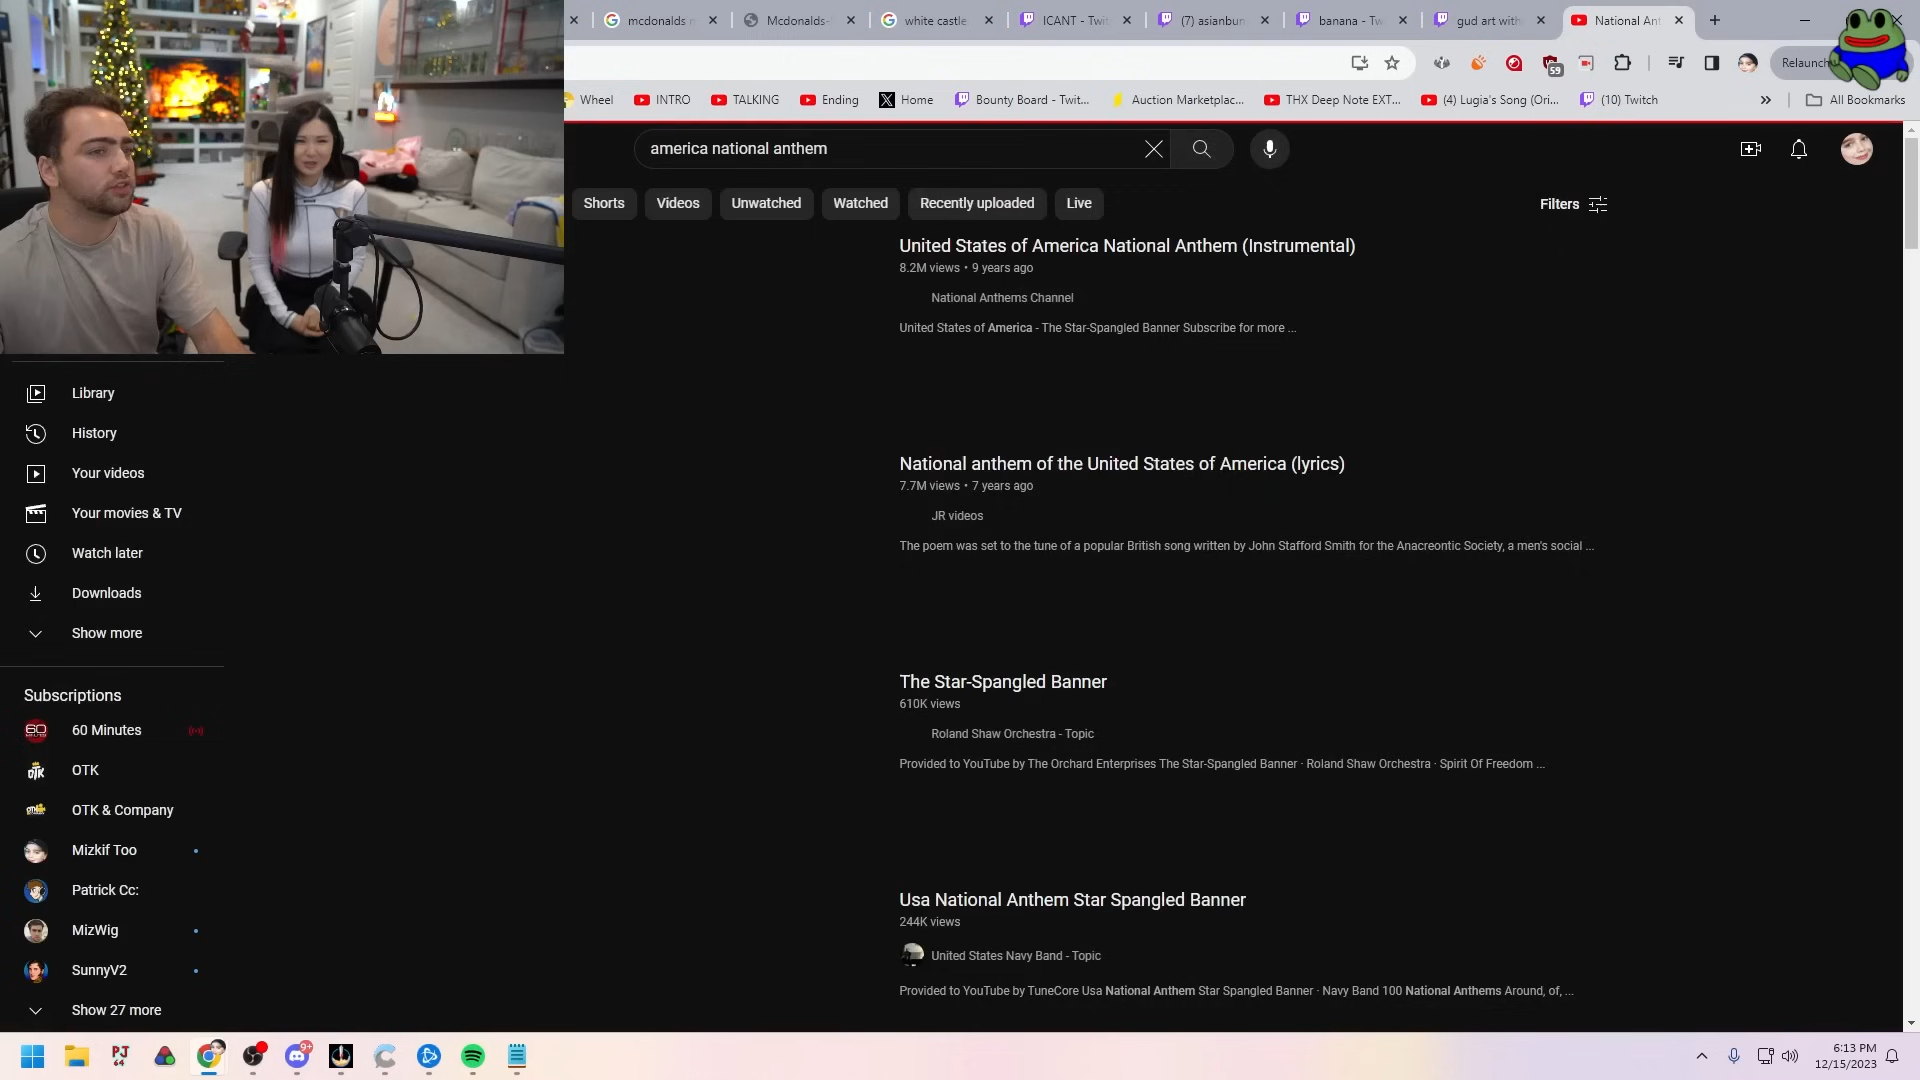 mcdonalds
Mcdonalds-
white castle
ICANT - Twit
(7) asianbun
banana - Tw
gud art with
National Ant
59
Relaunch
Wheel
INTRO
TALKING
Ending
Home
Bounty Board - Twit...
Auction Marketplac...
THX Deep Note EXT...
(4) Lugia's Song (Ori...
(10) Twitch
All Bookmarks
america national anthem
Shorts
Videos
Unwatched
Watched
Recently uploaded
Live
Filters
United States of America National Anthem (Instrumental)
8.2M views • 9 years ago
National Anthems Channel
United States of America - The Star-Spangled Banner Subscribe for more ...
National anthem of the United States of America (lyrics)
7.7M views • 7 years ago
JR videos
The poem was set to the tune of a popular British song written by John Stafford Smith for the Anacreontic Society, a men's social ...
The Star-Spangled Banner
610K views
Roland Shaw Orchestra - Topic
Provided to YouTube by The Orchard Enterprises The Star-Spangled Banner · Roland Shaw Orchestra · Spirit Of Freedom ...
Usa National Anthem Star Spangled Banner
244K views
United States Navy Band - Topic
Provided to YouTube by TuneCore Usa National Anthem Star Spangled Banner · Navy Band 100 National Anthems Around, of, ...
Library
History
Your videos
Your movies & TV
Watch later
Downloads
Show more
Subscriptions
60 Minutes
OTK
OTK & Company
Mizkif Too
Patrick Cc:
MizWig
SunnyV2
Show 27 more
PJ
64
9+
6:13 PM
12/15/2023